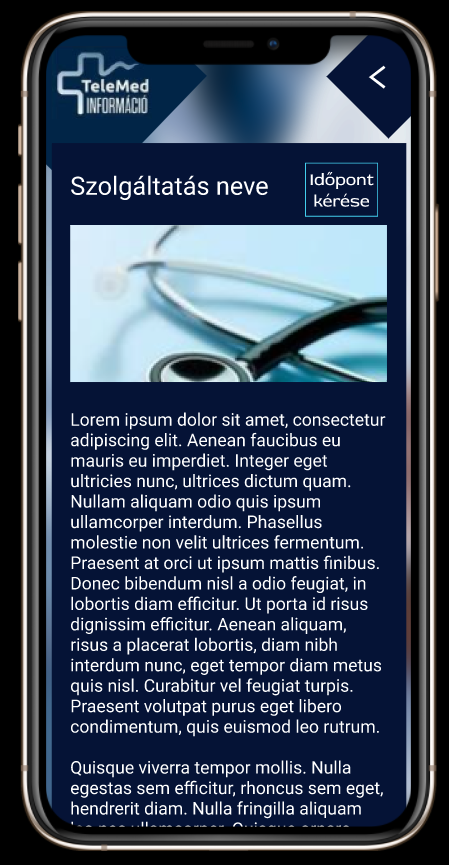 TeleMed
INFORMÁCIÓ
Szolgáltatás neve
Időpont
kérése
Lorem ipsum dolor sit amet, consectetur
adipiscing elit. Aenean faucibus eu
mauris eu imperdiet. Integer eget
ultricies nunc, ultrices dictum quam.
Nullam aliquam odio quis ipsum
ullamcorper interdum. Phasellus
molestie non velit ultrices fermentum.
Praesent at orci ut ipsum mattis finibus.
Donec bibendum nisl a odio feugiat, in
lobortis diam efficitur. Ut porta id risus
dignissim efficitur. Aenean aliquam,
risus a placerat lobortis, diam nibh
interdum nunc, eget tempor diam metus
quis nisl. Curabitur vel feugiat turpis.
Praesent volutpat purus eget libero
condimentum, quis euismod leo rutrum.
Quisque viverra tempor mollis. Nulla
egestas sem efficitur, rhoncus sem eget,
hendrerit diam. Nulla fringilla aliquam